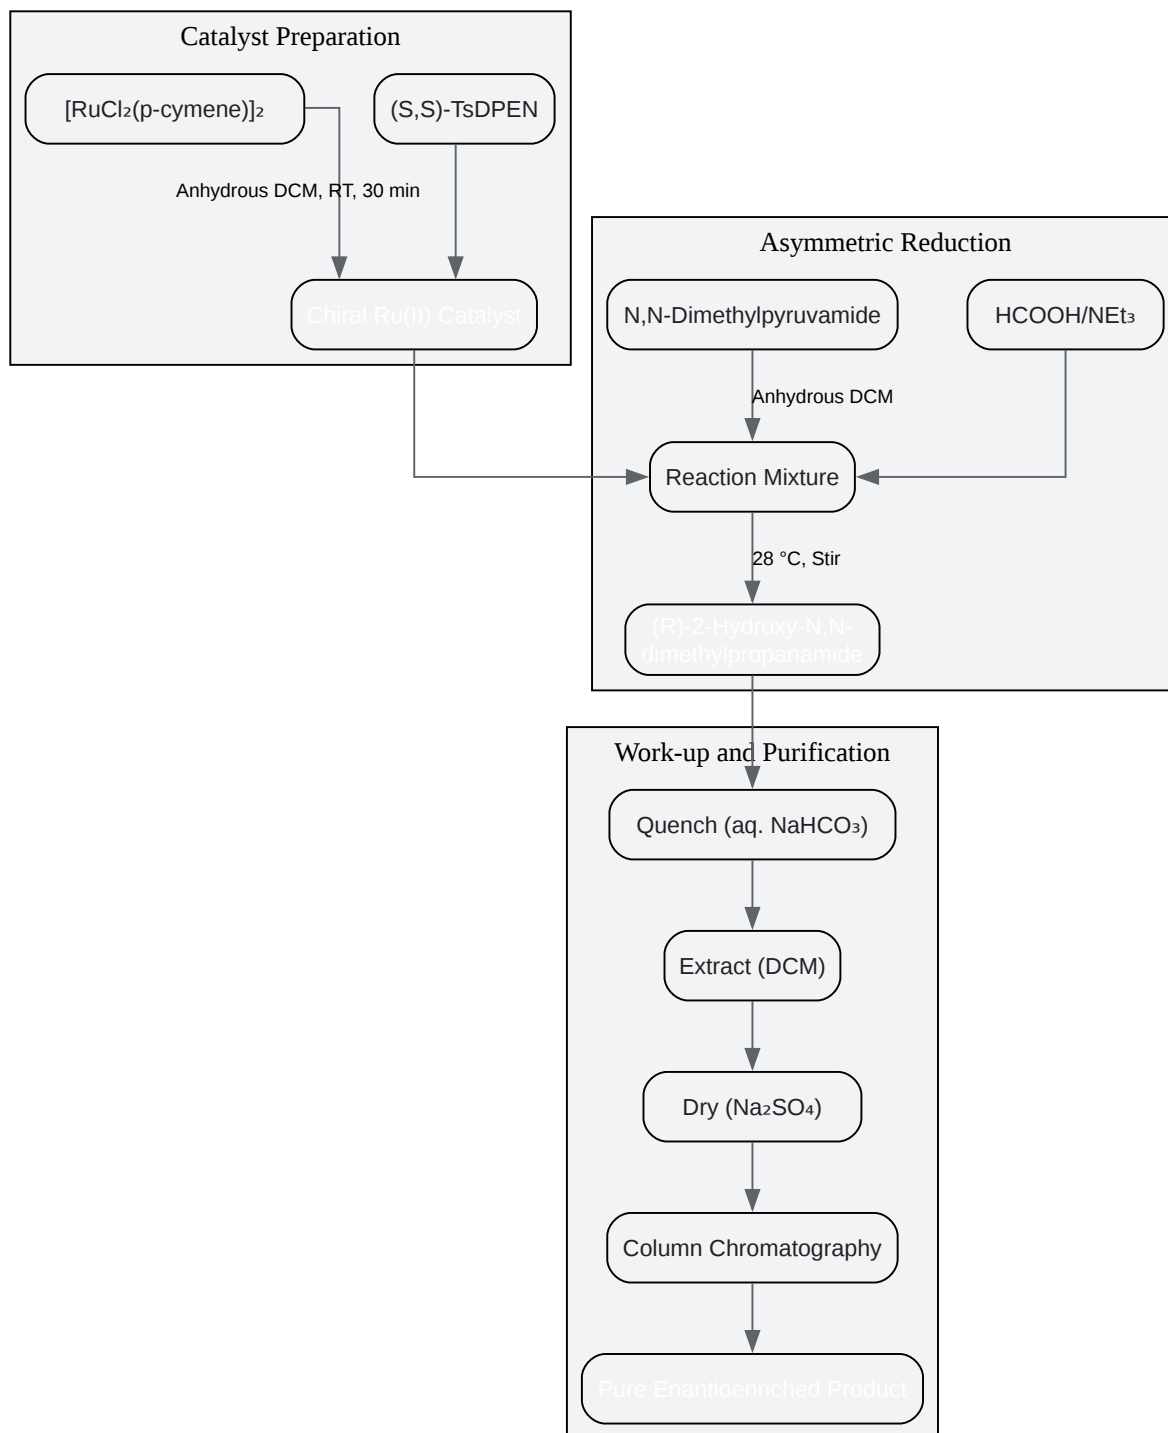 Catalyst Preparation
[RuCl₂(p-cymene)]₂
(S,S)-TsDPEN
Anhydrous DCM, RT, 30 min
Chiral Ru(II) Catalyst
Asymmetric Reduction
N,N-Dimethylpyruvamide
HCOOH/NEt₃
Anhydrous DCM
Reaction Mixture
28 °C, Stir
(R)-2-Hydroxy-N,N-
dimethylpropanamide
Work-up and Purification
Quench (aq. NaHCO₃)
Extract (DCM)
Dry (Na₂SO₄)
Column Chromatography
Pure Enantioenriched Product